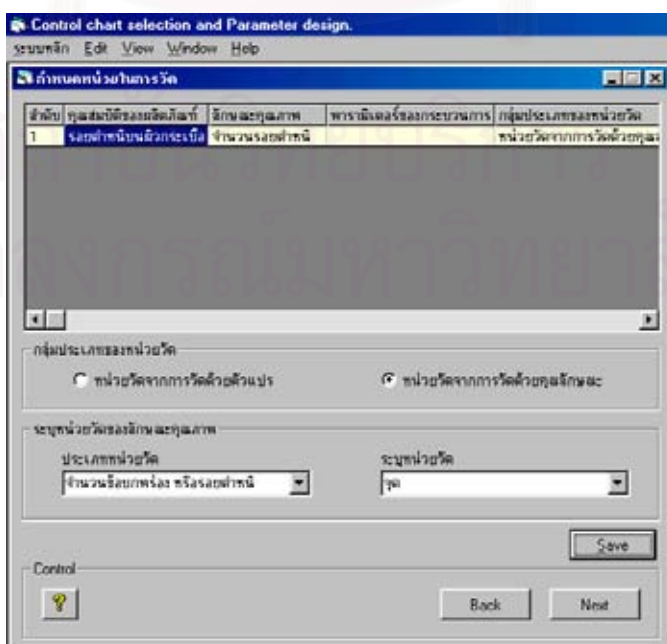 Control chart selection and Parameter design.
ระบบหลัก Edit View Window Help
กำหนดหน่วยในการวัด
ลำดับ คุณสมบัติของผลิตภัณฑ์ ลักษณะคุณภาพ พารามิเตอร์ของกระบวนการ กลุ่มประเภทของหน่วยวัด
1 รอยตำหนิบนผิวกระเบื้อ จำนวนรอยตำหนิ หน่วยวัดจากการวัดด้วยคุณ
กลุ่มประเภทของหน่วยวัด
หน่วยวัดจากการวัดด้วยตัวแปร หน่วยวัดจากการวัดด้วยคุณลักษณะ
ระบุหน่วยวัดของลักษณะคุณภาพ
ประเภทหน่วยวัด ระบุหน่วยวัด
จำนวนข้อบกพร่อง หรือรอยตำหนิ จุด
Save
Control
? Back Next